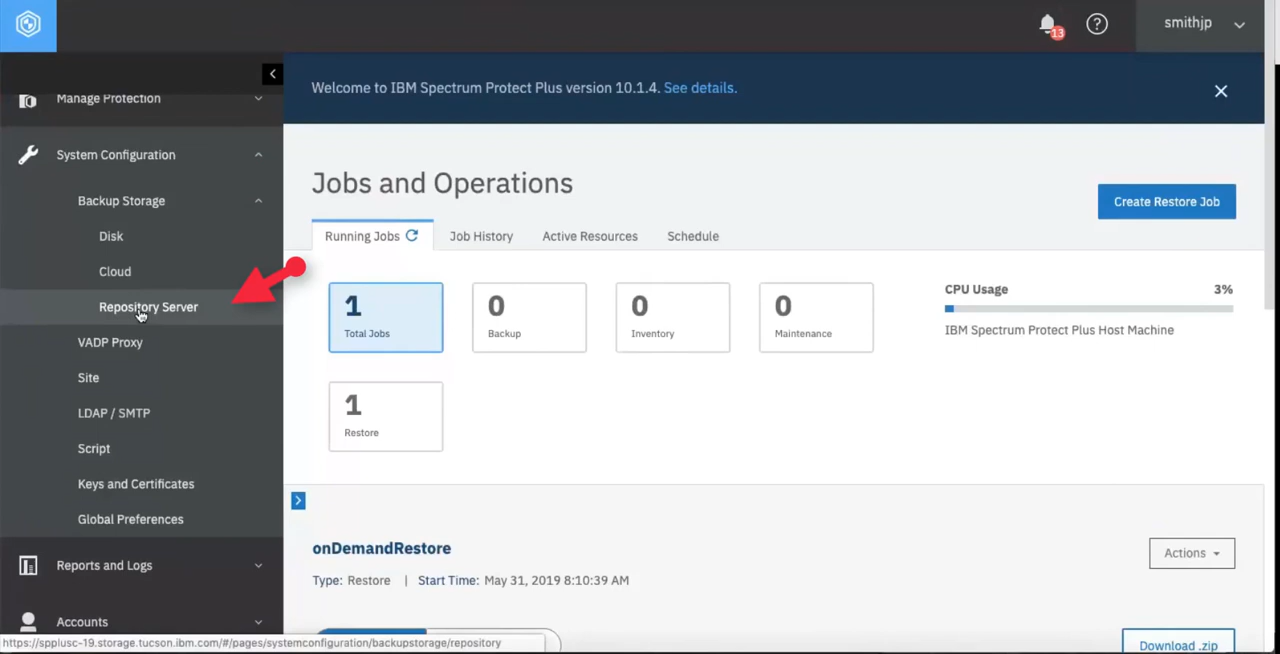 13
smithjp
Manage Protection
System Configuration
Backup Storage
Disk
Cloud
Repository Server
VADP Proxy
Site
LDAP / SMTP
Script
Keys and Certificates
Global Preferences
Reports and Logs
Accounts
Welcome to IBM Spectrum Protect Plus version 10.1.4. See details.
Jobs and Operations
Create Restore Job
Running Jobs Job History Active Resources Schedule
1
Total Jobs
0
Backup
0
Inventory
0
Maintenance
1
Restore
CPU Usage 3%
IBM Spectrum Protect Plus Host Machine
onDemandRestore
Actions
Type: Restore | Start Time: May 31, 2019 8:10:39 AM
Download .zip
https://spplusc-19.storage.tucson.ibm.com/#/pages/systemconfiguration/backupstorage/repository